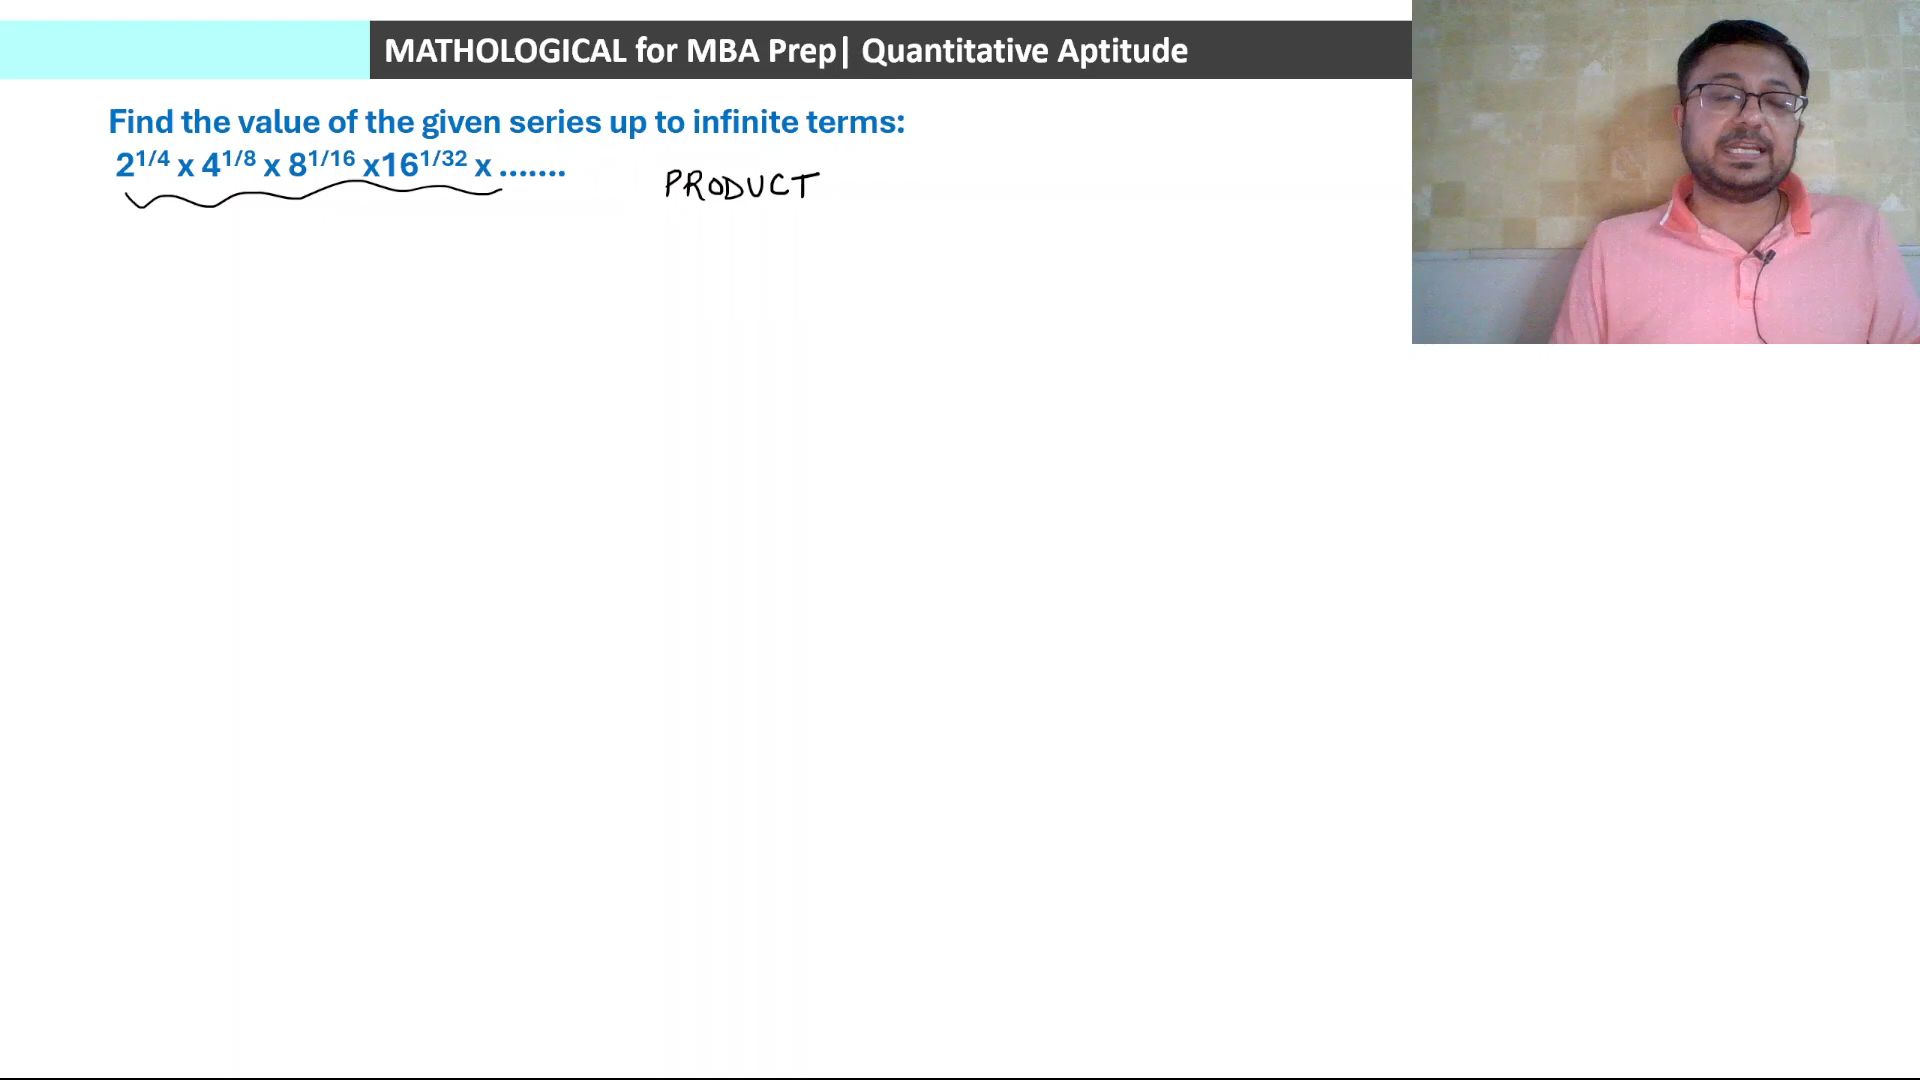 MATHOLOGICAL for MBA Prep| Quantitative Aptitude
Find the value of the given series up to infinite terms:
2^1/4 x 4^1/8 x 8^1/16 x16^1/32 x .......
PRODUCT